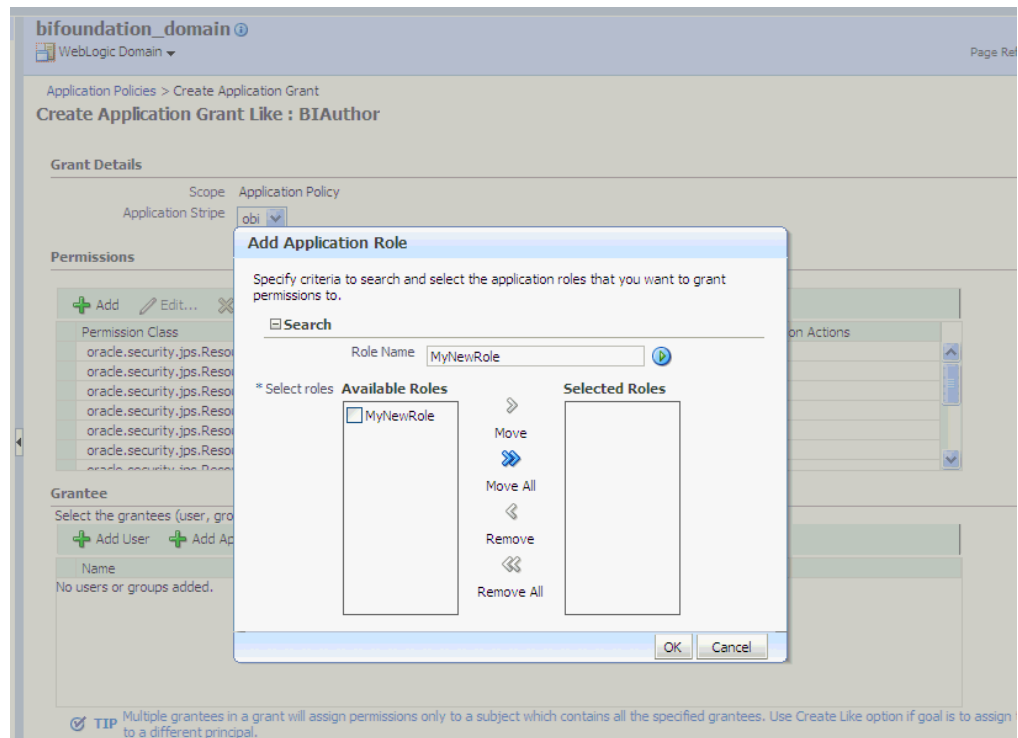 bifoundation_domain
WebLogic Domain
Page Ref
Application Policies > Create Application Grant
Create Application Grant Like : BIAuthor
Grant Details
Scope Application Policy
Application Stripe obi
Permissions
Add Edit...
Permission Class
on Actions
oracle.security.jps.Resou
oracle.security.jps.Resou
oracle.security.jps.Resou
oracle.security.jps.Resou
oracle.security.jps.Resou
oracle.security.jps.Resou
Grantee
Select the grantees (user, gro
Add User Add Ap
Name
No users or groups added.
TIP Multiple grantees in a grant will assign permissions only to a subject which contains all the specified grantees. Use Create Like option if goal is to assign
to a different principal.
Add Application Role
Specify criteria to search and select the application roles that you want to grant
permissions to.
Search
Role Name MyNewRole
* Select roles Available Roles Selected Roles
MyNewRole
Move
Move All
Remove
Remove All
OK Cancel